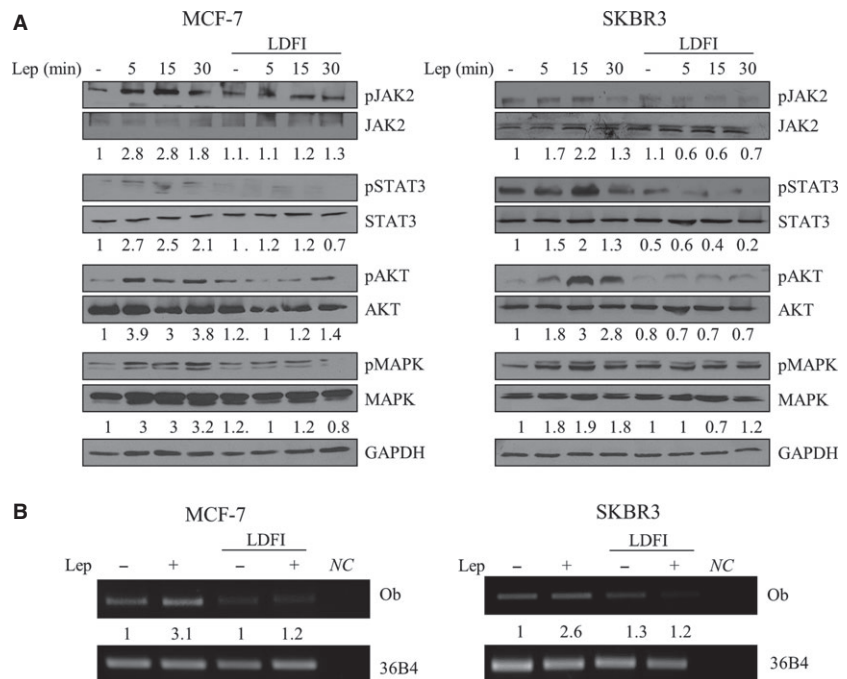 A
MCF-7
LDFI
Lep (min) - 5 15 30 - 5 15 30
pJAK2
JAK2
1 2.8 2.8 1.8 1.1. 1.1 1.2 1.3
pSTAT3
STAT3
1 2.7 2.5 2.1 1 . 1.2 1.2 0.7
pAKT
AKT
1 3.9 3 3.8 1.2. 1 1.2 1.4
pMAPK
MAPK
1 3 3 3.2 1.2. 1 1.2 0.8
GAPDH
SKBR3
LDFI
Lep (min) - 5 15 30 - 5 15 30
pJAK2
JAK2
1 1.7 2.2 1.3 1.1 0.6 0.6 0.7
pSTAT3
STAT3
1 1.5 2 1.3 0.5 0.6 0.4 0.2
pAKT
AKT
1 1.8 3 2.8 0.8 0.7 0.7 0.7
pMAPK
MAPK
1 1.8 1.9 1.8 1 1 0.7 1.2
GAPDH
B
MCF-7
LDFI
Lep – + – + NC
Ob
1 3.1 1 1.2
36B4
SKBR3
LDFI
Lep – + – + NC
Ob
1 2.6 1.3 1.2
36B4